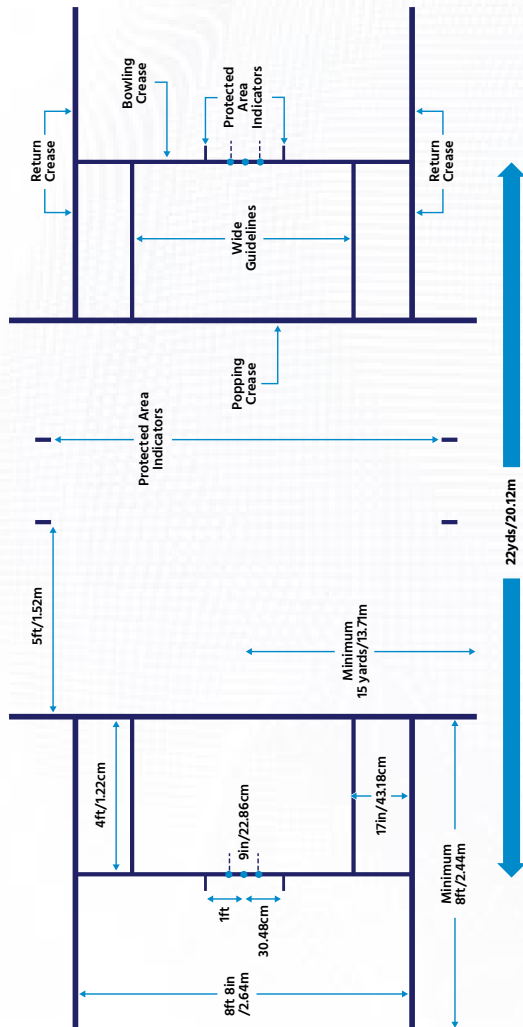 Return
Crease
Bowling
Crease
Protected Area
Indicators
Return
Crease
Wide
Guidelines
Popping
Crease
Protected Area
Indicators
5ft/1.52m
Minimum
15 yards/13.71m
22yds/20.12m
4ft/1.22cm
9in/22.86cm
17in/43.18cm
1ft
30.48cm
Minimum
8ft/2.44m
8ft 8in
/2.64m